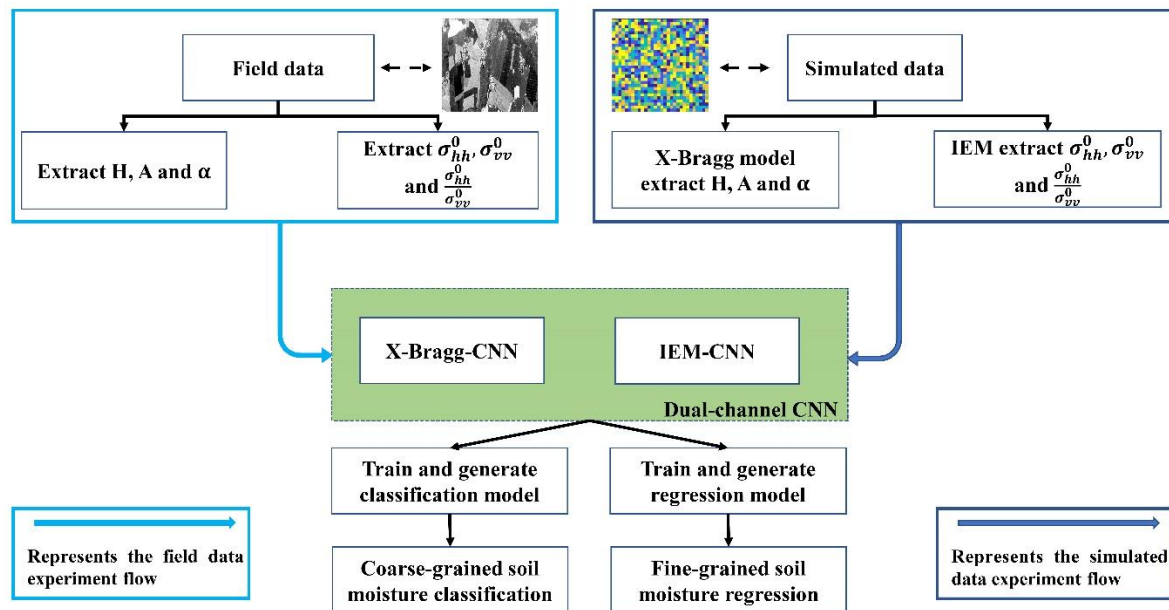 Field data
Simulated data
Extract H, A and α
Extract σ⁰ₕₕ, σ⁰ᵥᵥ
and σ⁰ₕₕ/σ⁰ᵥᵥ
X-Bragg model
extract H, A and α
IEM extract σ⁰ₕₕ, σ⁰ᵥᵥ
and σ⁰ₕₕ/σ⁰ᵥᵥ
X-Bragg-CNN
IEM-CNN
Dual-channel CNN
Train and generate
classification model
Train and generate
regression model
Represents the field data
experiment flow
Coarse-grained soil
moisture classification
Fine-grained soil
moisture regression
Represents the simulated
data experiment flow